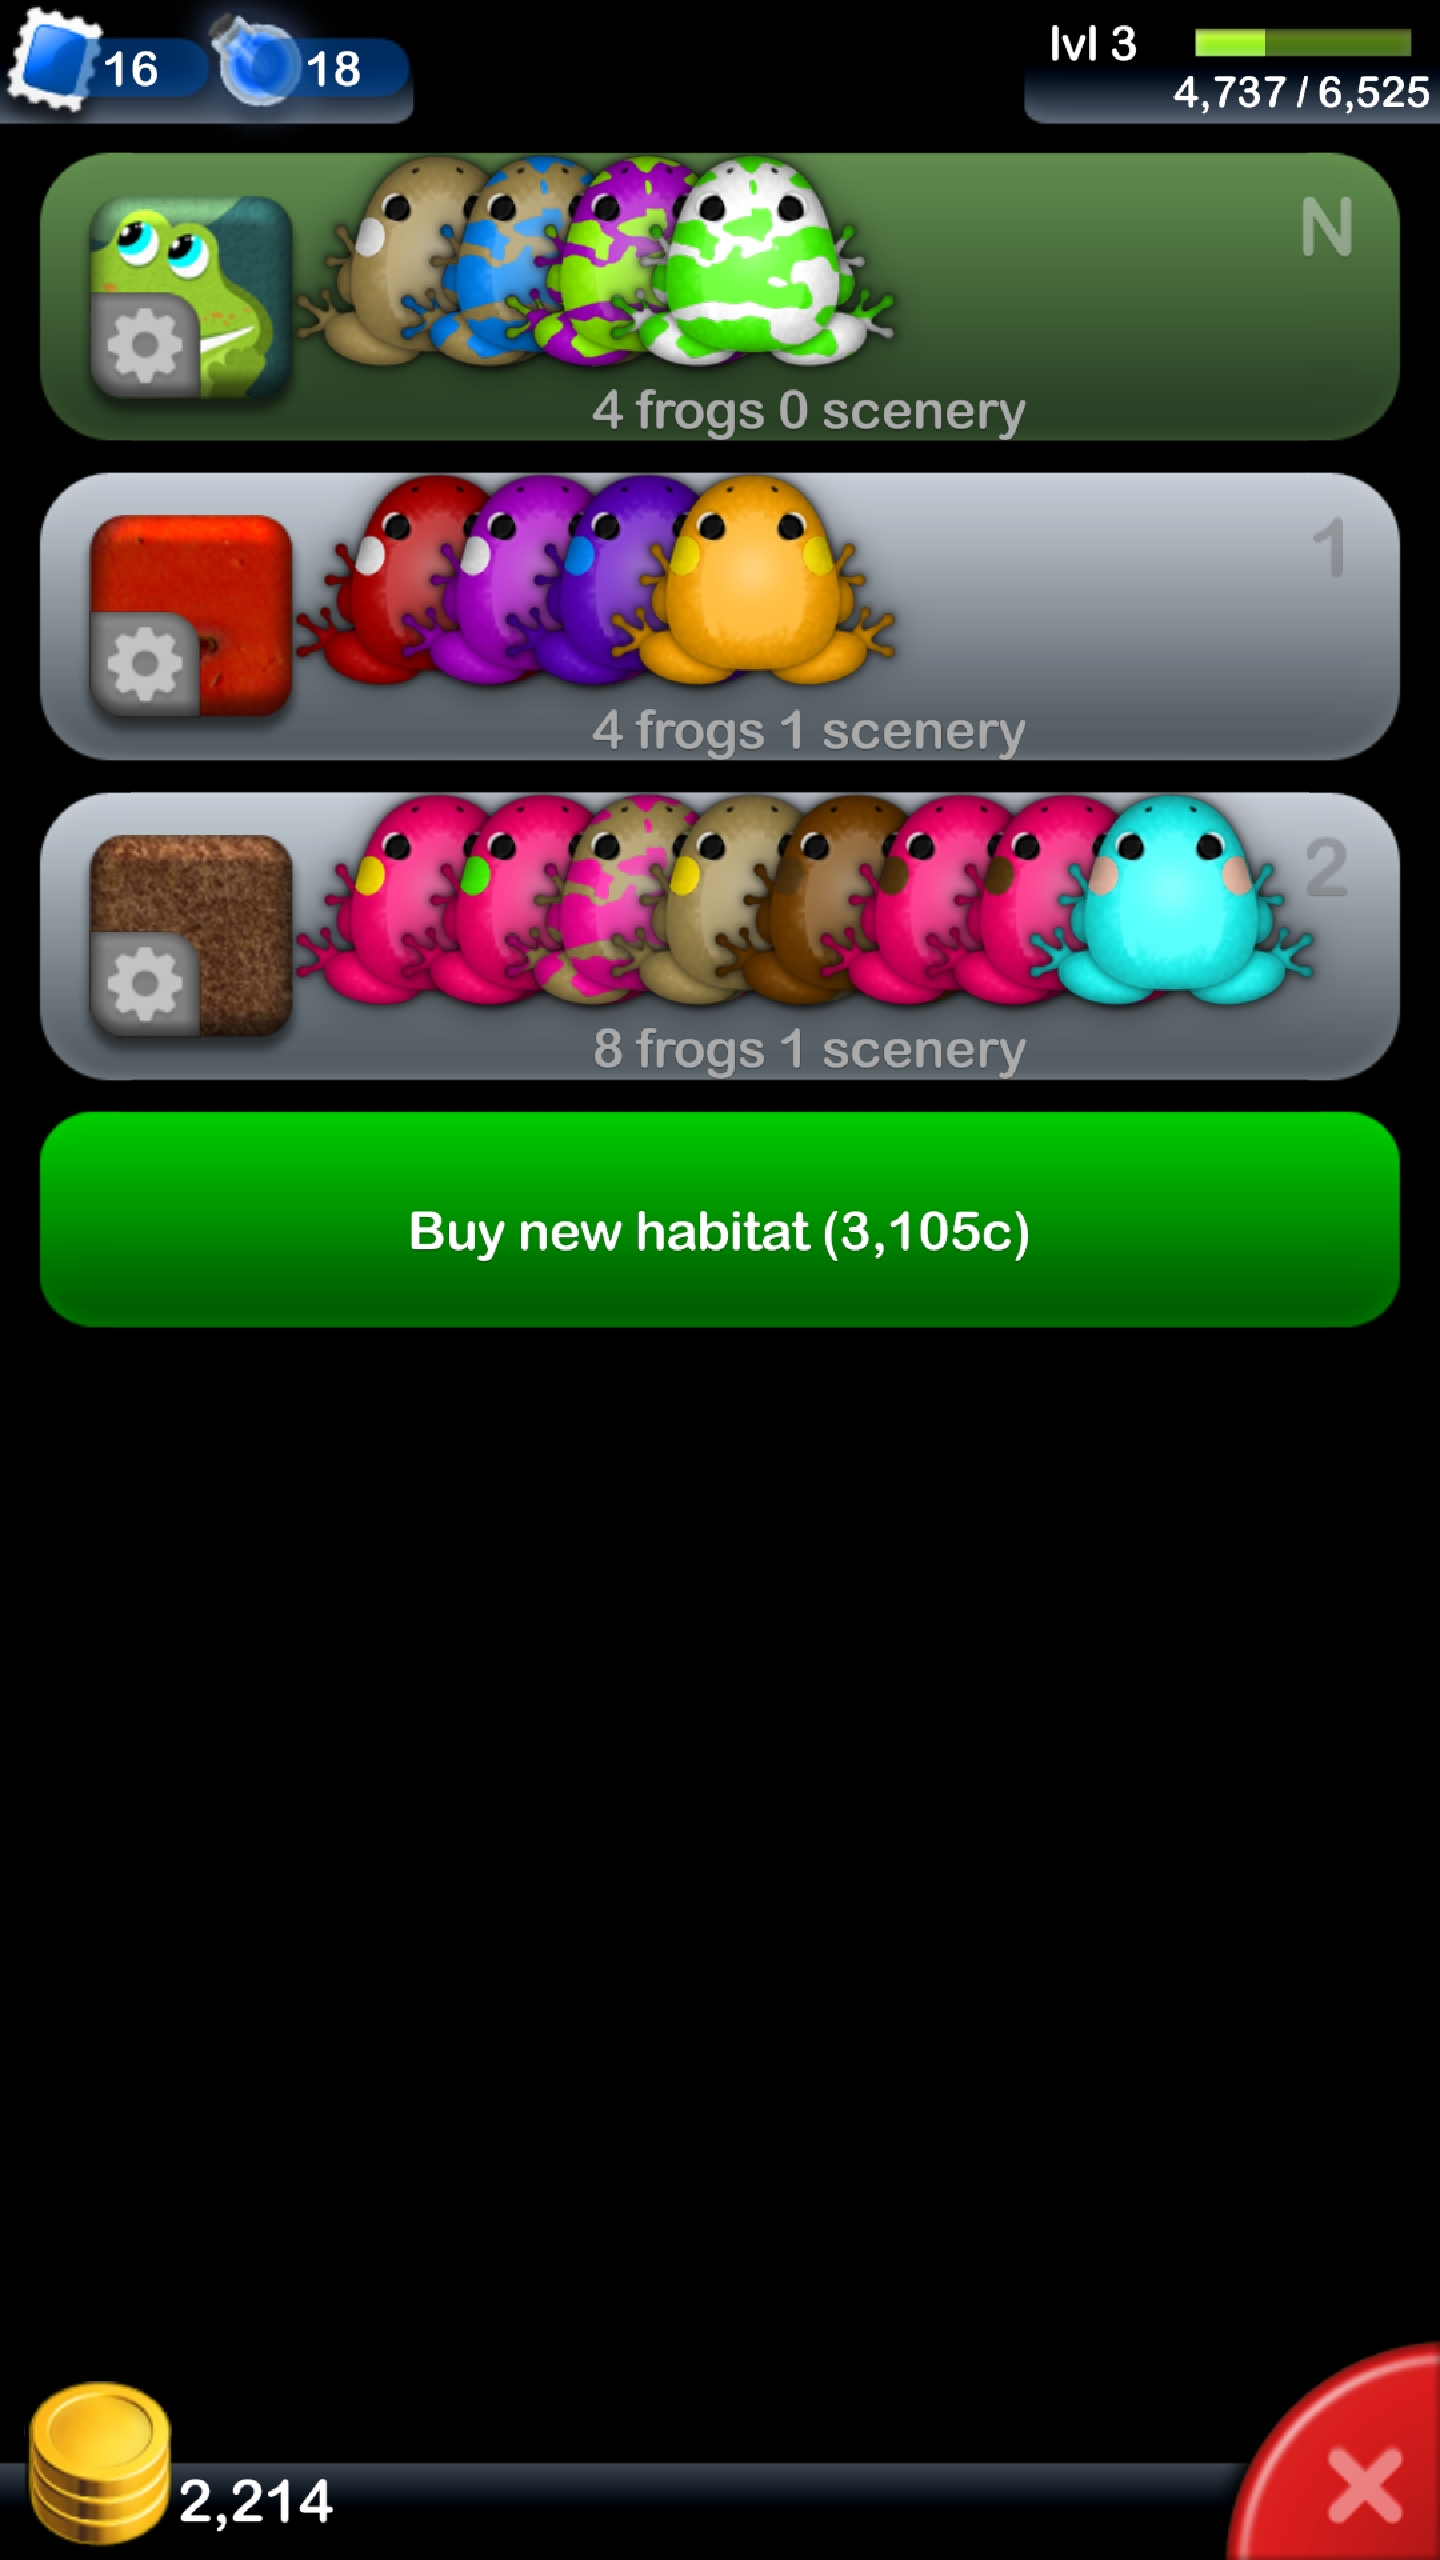 16
18
lvl 3
4,737 / 6,525
N
4 frogs 0 scenery
1
4 frogs 1 scenery
2
8 frogs 1 scenery
Buy new habitat (3,105c)
2,214